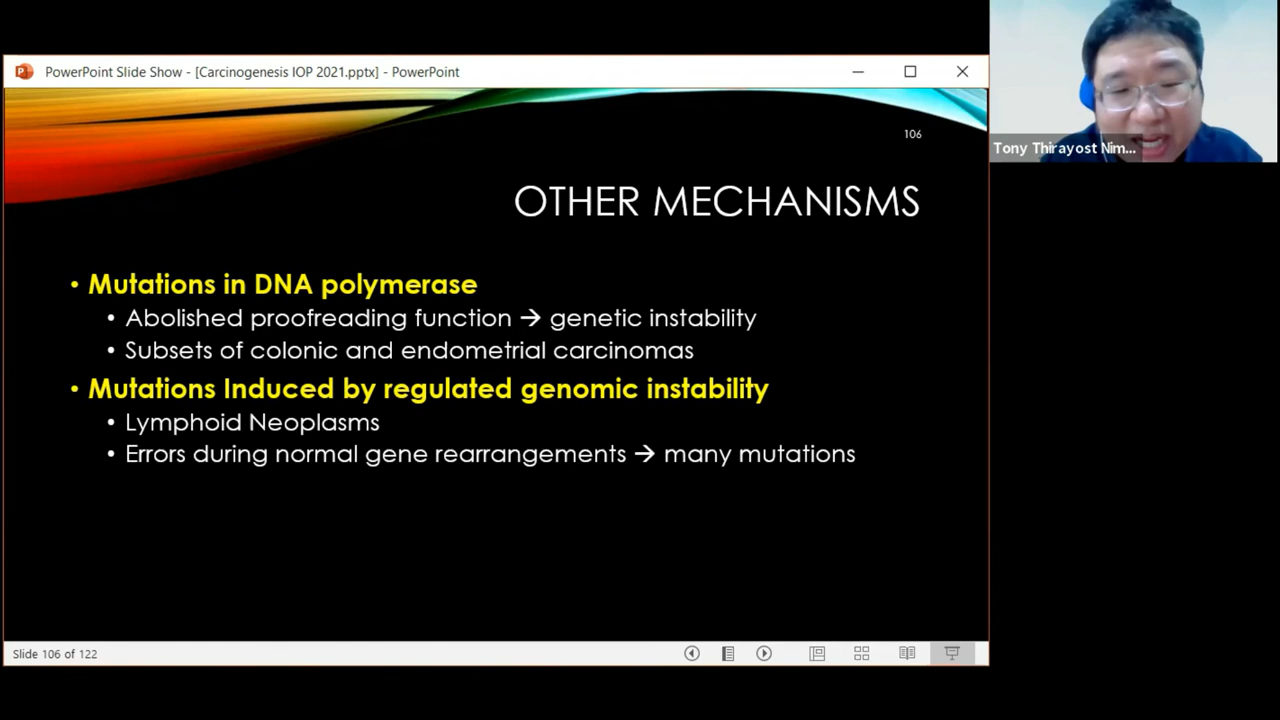 PowerPoint Slide Show - [Carcinogenesis IOP 2021.pptx] - PowerPoint
Tony Thirayost Nim...
106
OTHER MECHANISMS
• Mutations in DNA polymerase
• Abolished proofreading function → genetic instability
• Subsets of colonic and endometrial carcinomas
• Mutations Induced by regulated genomic instability
• Lymphoid Neoplasms
• Errors during normal gene rearrangements → many mutations
Slide 106 of 122